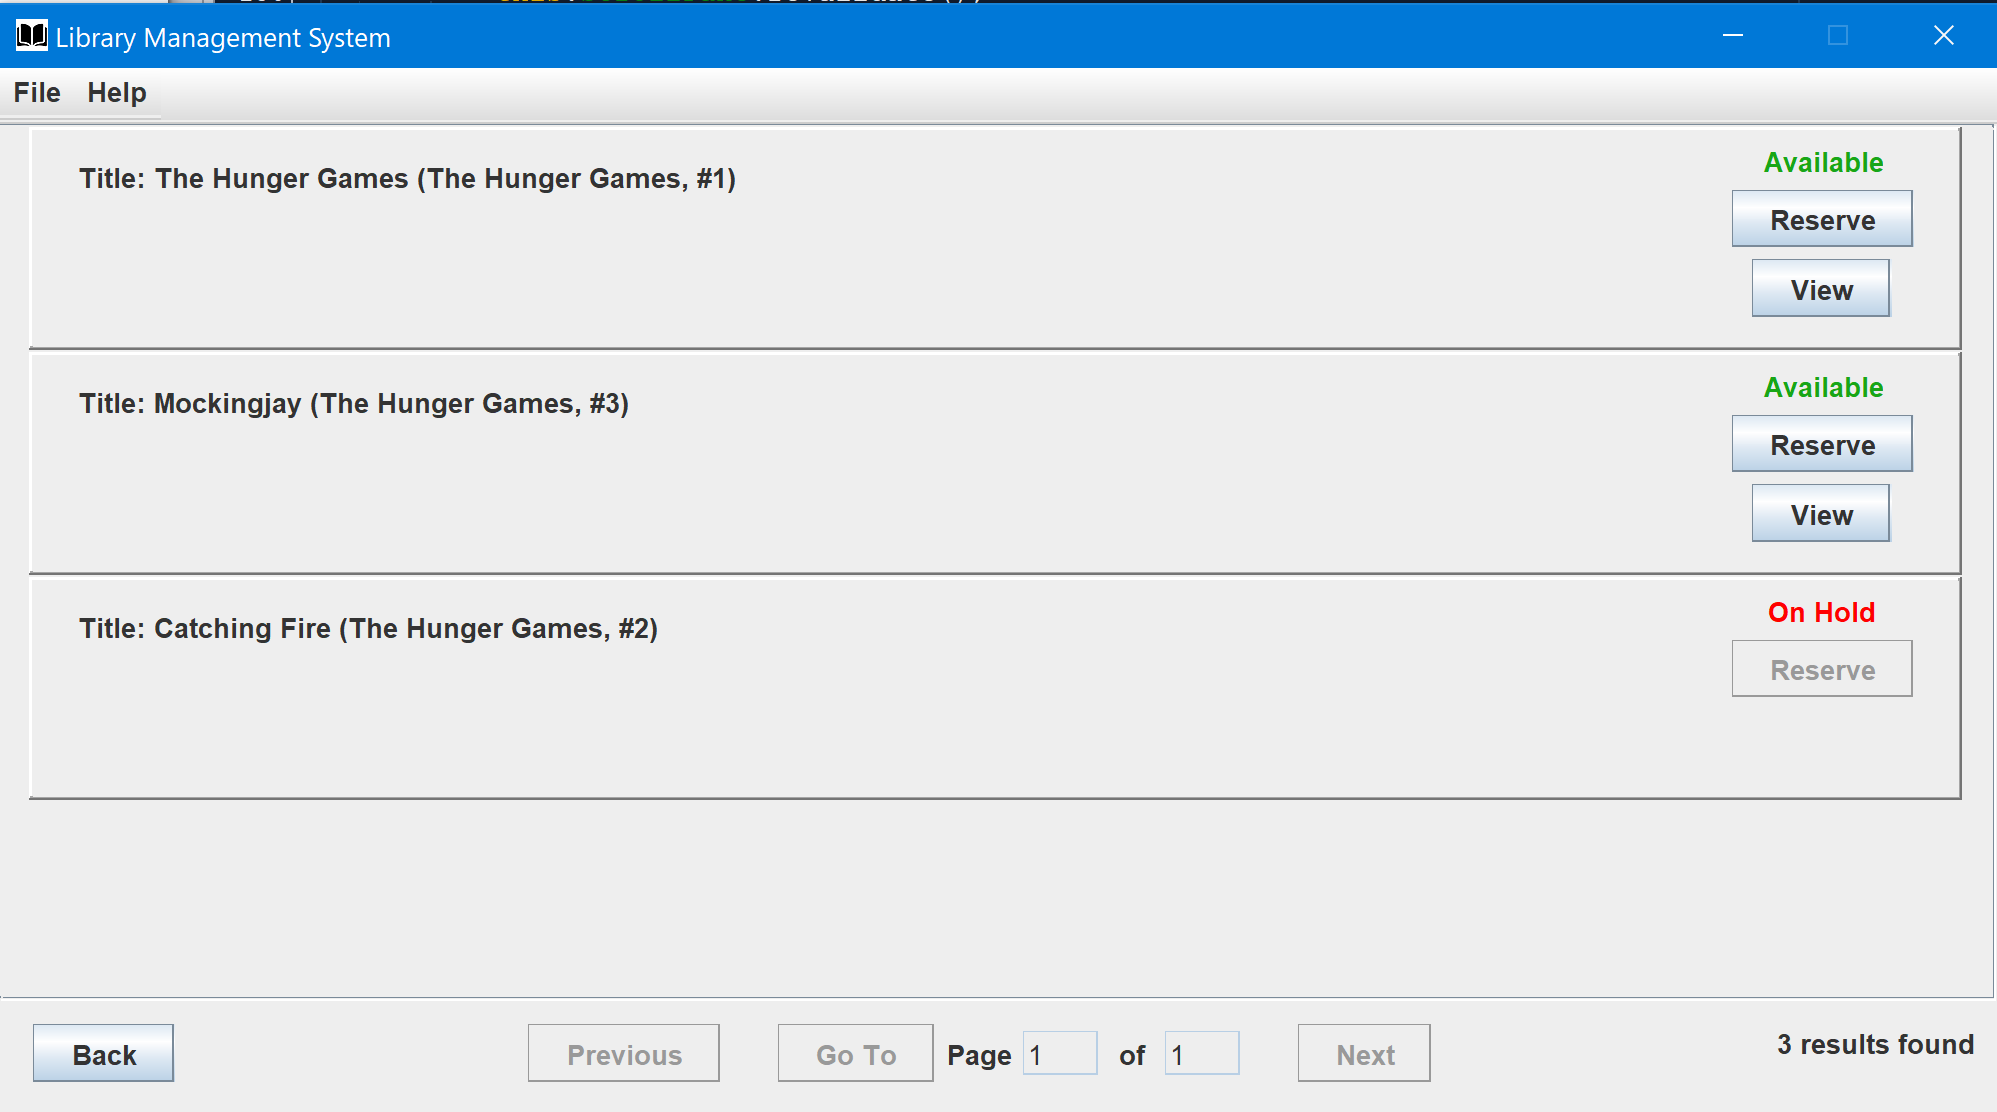 Library Management System
File Help
Title: The Hunger Games (The Hunger Games, #1)
Available
Reserve
View
Title: Mockingjay (The Hunger Games, #3)
Available
Reserve
View
Title: Catching Fire (The Hunger Games, #2)
On Hold
Reserve
Back Previous Go To Page 1 of 1 Next 3 results found